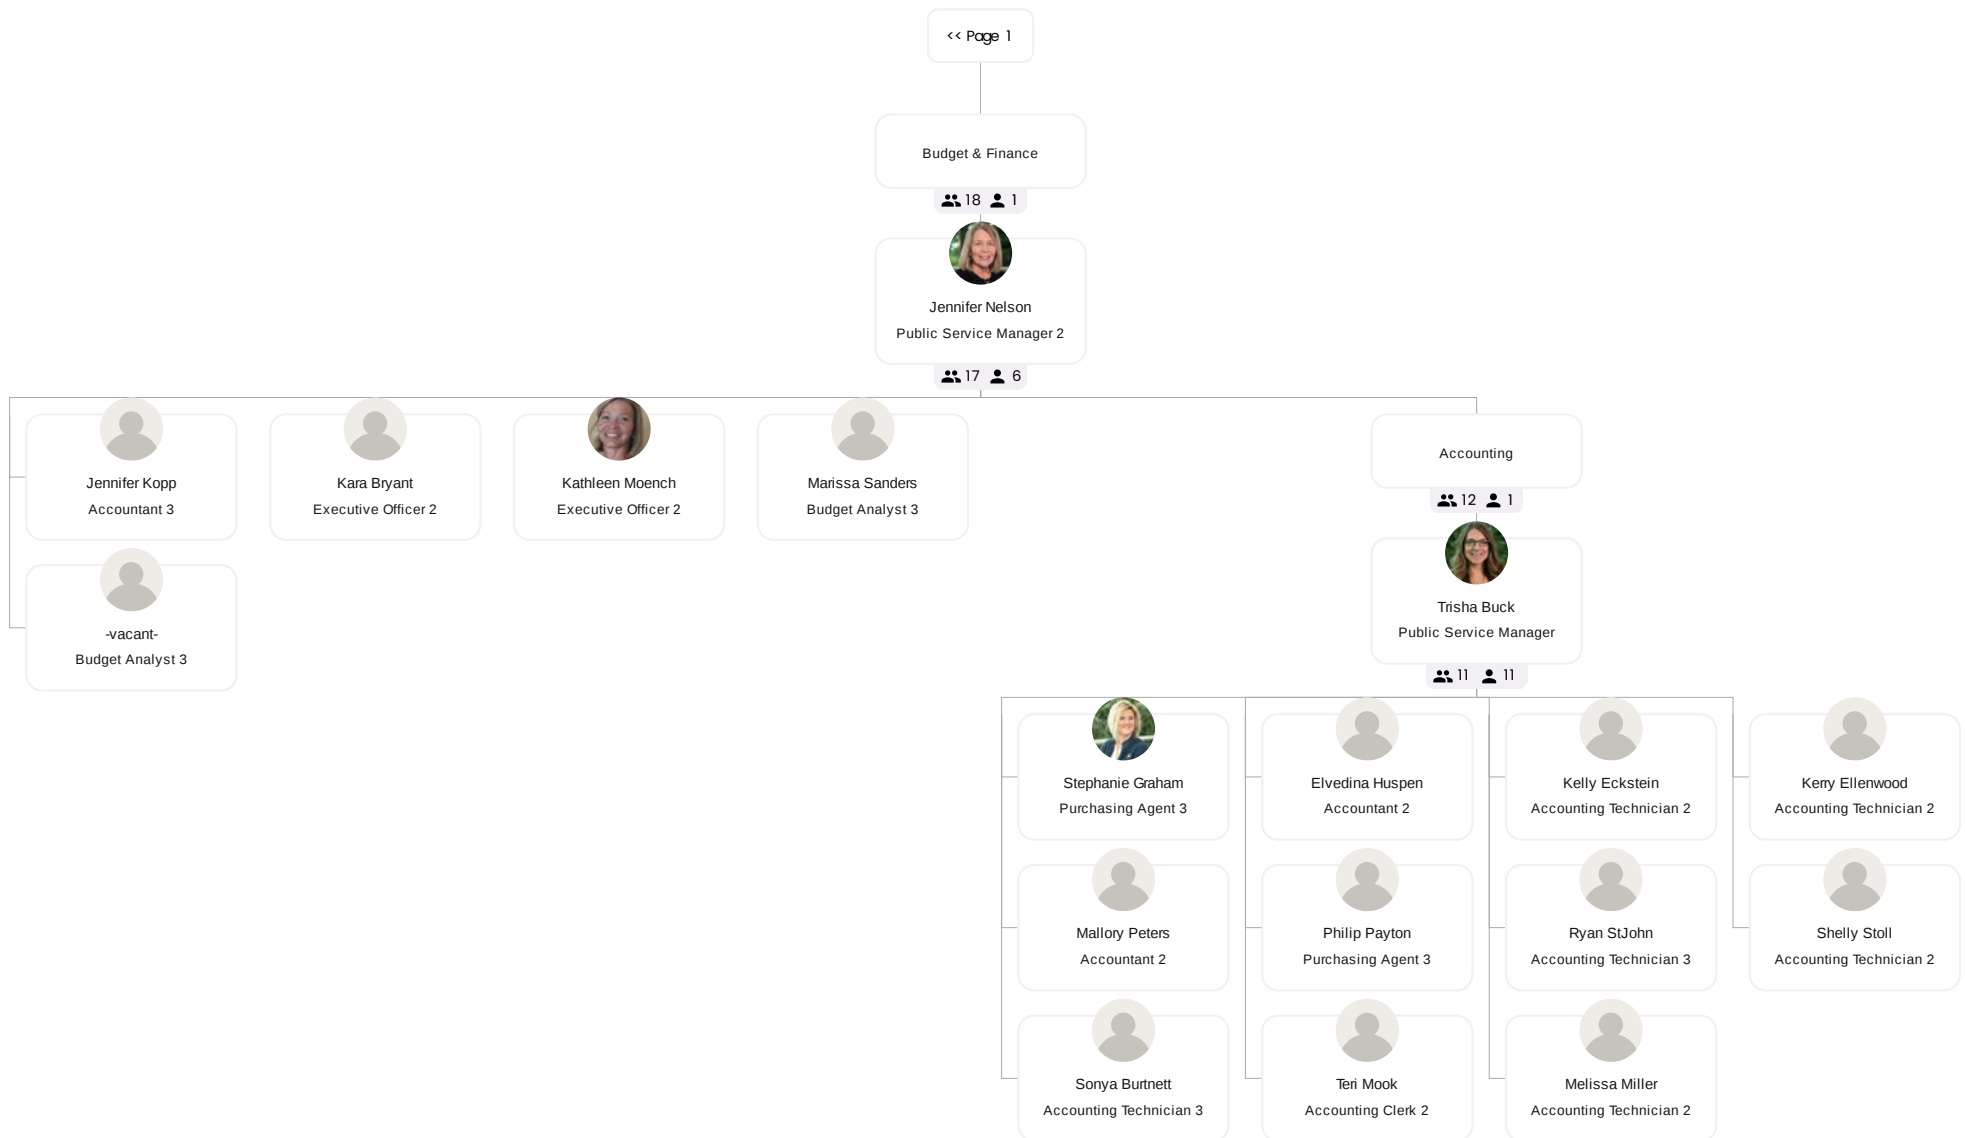 << Page 1
Budget & Finance
18 1
Jennifer Nelson
Public Service Manager 2
17 6
Jennifer Kopp
Accountant 3
Kara Bryant
Executive Officer 2
Kathleen Moench
Executive Officer 2
Marissa Sanders
Budget Analyst 3
-vacant-
Budget Analyst 3
Accounting
12 1
Trisha Buck
Public Service Manager
11 11
Stephanie Graham
Purchasing Agent 3
Elvedina Huspen
Accountant 2
Kelly Eckstein
Accounting Technician 2
Kerry Ellenwood
Accounting Technician 2
Mallory Peters
Accountant 2
Philip Payton
Purchasing Agent 3
Ryan StJohn
Accounting Technician 3
Shelly Stoll
Accounting Technician 2
Sonya Burtnett
Accounting Technician 3
Teri Mook
Accounting Clerk 2
Melissa Miller
Accounting Technician 2